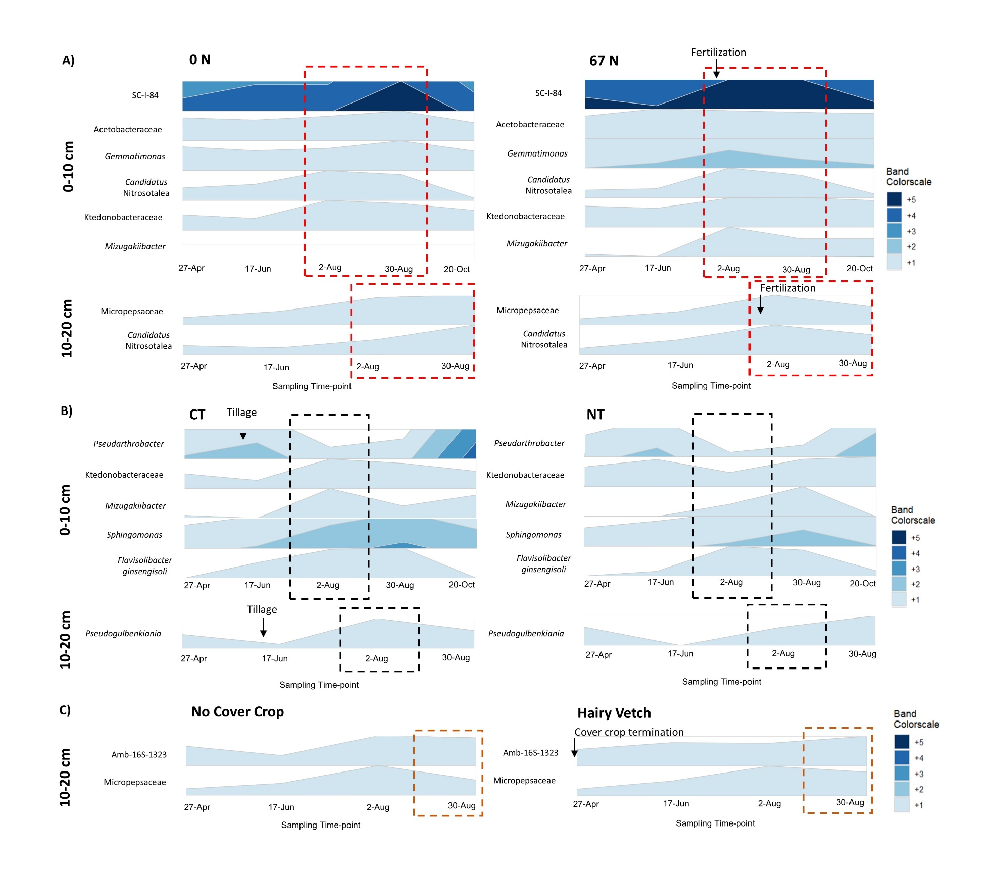 A)
0 N
67 N
Fertilization
0-10 cm
SC-I-84
Acetobacteraceae
Gemmatimonas
Candidatus
Nitrosotalea
Ktedonobacteraceae
Mizugakiibacter
27-Apr
17-Jun
2-Aug
30-Aug
20-Oct
SC-I-84
Acetobacteraceae
Gemmatimonas
Candidatus
Nitrosotalea
Ktedonobacteraceae
Mizugakiibacter
27-Apr
17-Jun
2-Aug
30-Aug
20-Oct
Band
Colorscale
+5
+4
+3
+2
+1
10-20 cm
Micropepsaceae
Candidatus
Nitrosotalea
27-Apr
17-Jun
2-Aug
30-Aug
Sampling Time-point
Fertilization
Micropepsaceae
Candidatus
Nitrosotalea
27-Apr
17-Jun
2-Aug
30-Aug
Sampling Time-point
B)
CT
Tillage
NT
0-10 cm
Pseudarthrobacter
Ktedonobacteraceae
Mizugakiibacter
Sphingomonas
Flavisolibacter
ginsengisoli
27-Apr
17-Jun
2-Aug
30-Aug
20-Oct
Pseudarthrobacter
Ktedonobacteraceae
Mizugakiibacter
Sphingomonas
Flavisolibacter
ginsengisoli
27-Apr
17-Jun
2-Aug
30-Aug
20-Oct
Band
Colorscale
+5
+4
+3
+2
+1
10-20 cm
Tillage
Pseudogulbenkiania
27-Apr
17-Jun
2-Aug
30-Aug
Sampling Time-point
Pseudogulbenkiania
27-Apr
17-Jun
2-Aug
30-Aug
Sampling Time-point
C)
No Cover Crop
Hairy Vetch
Cover crop termination
10-20 cm
Amb-16S-1323
Micropepsaceae
27-Apr
17-Jun
2-Aug
30-Aug
Sampling Time-point
Amb-16S-1323
Micropepsaceae
27-Apr
17-Jun
2-Aug
30-Aug
Sampling Time-point
Band
Colorscale
+5
+4
+3
+2
+1